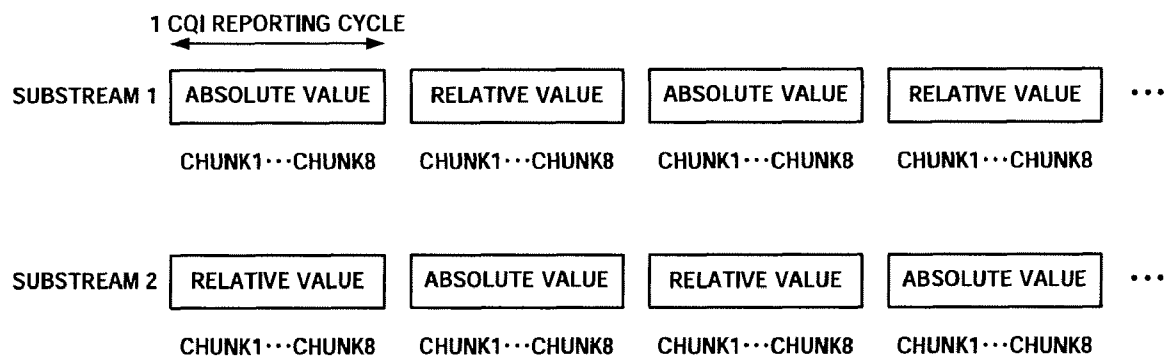 1 CQI REPORTING CYCLE
SUBSTREAM 1 ABSOLUTE VALUE RELATIVE VALUE ABSOLUTE VALUE RELATIVE VALUE ···
CHUNK1···CHUNK8 CHUNK1···CHUNK8 CHUNK1···CHUNK8 CHUNK1···CHUNK8
SUBSTREAM 2 RELATIVE VALUE ABSOLUTE VALUE RELATIVE VALUE ABSOLUTE VALUE ···
CHUNK1···CHUNK8 CHUNK1···CHUNK8 CHUNK1···CHUNK8 CHUNK1···CHUNK8